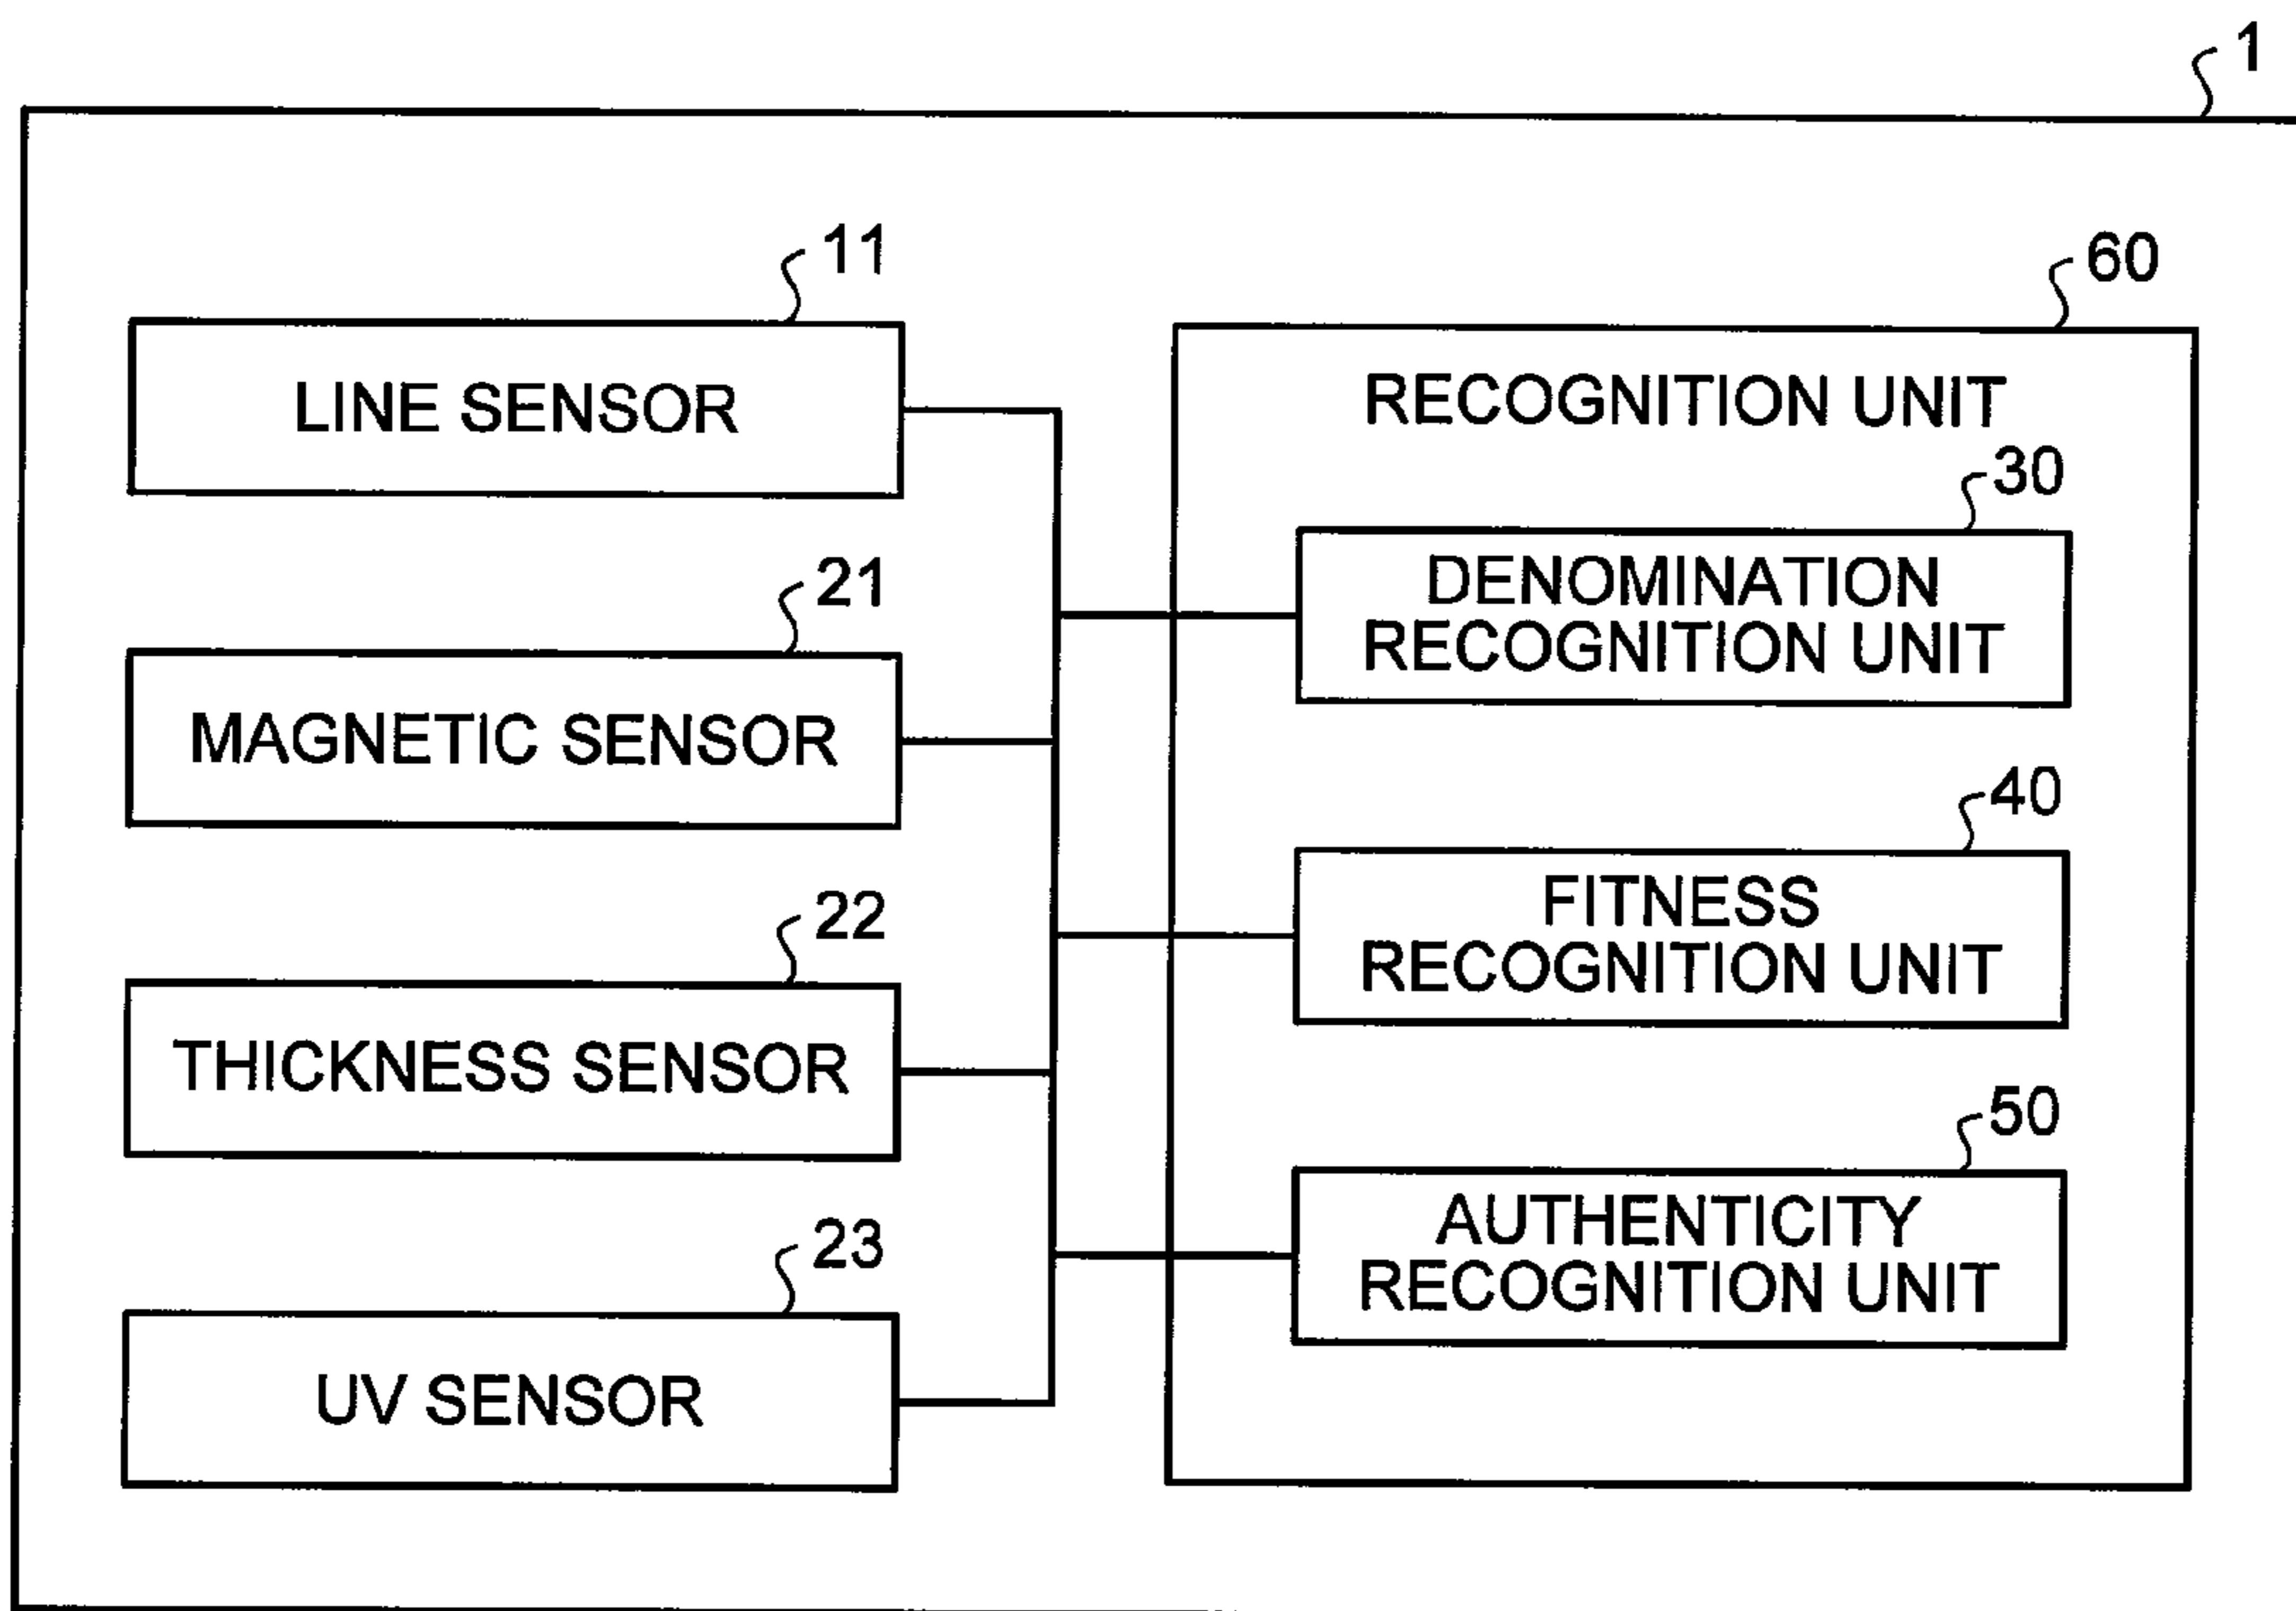 1
11
LINE SENSOR
21
MAGNETIC SENSOR
22
THICKNESS SENSOR
23
UV SENSOR
60
RECOGNITION UNIT
30
DENOMINATION
RECOGNITION UNIT
40
FITNESS
RECOGNITION UNIT
50
AUTHENTICITY
RECOGNITION UNIT